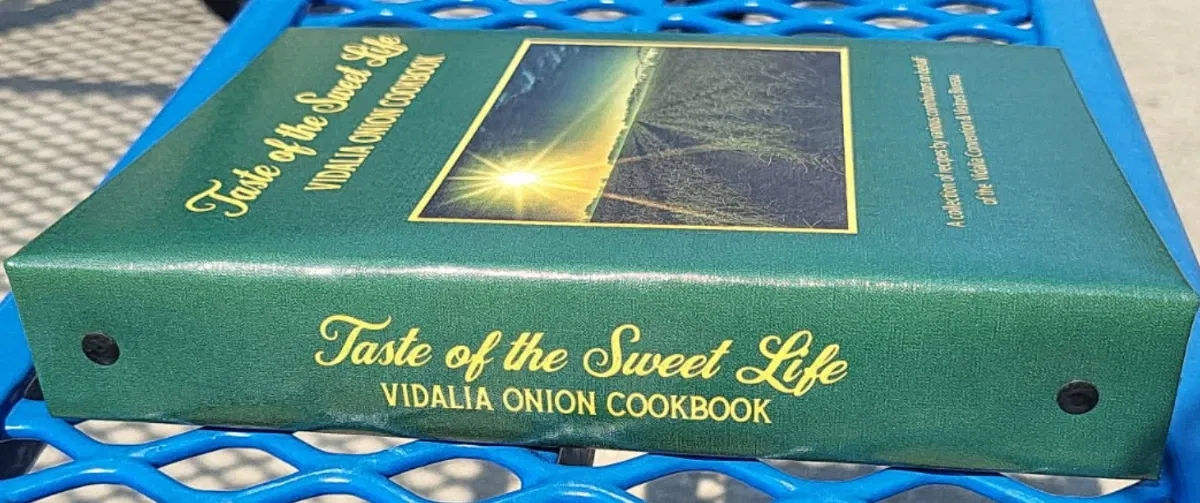 Taste of the Sweet Life
VIDALIA ONION COOKBOOK
A collection of recipes by various contributors on behalf
of the Vidalia Convention & Visitors Bureau
Taste of the Sweet Life
VIDALIA ONION COOKBOOK